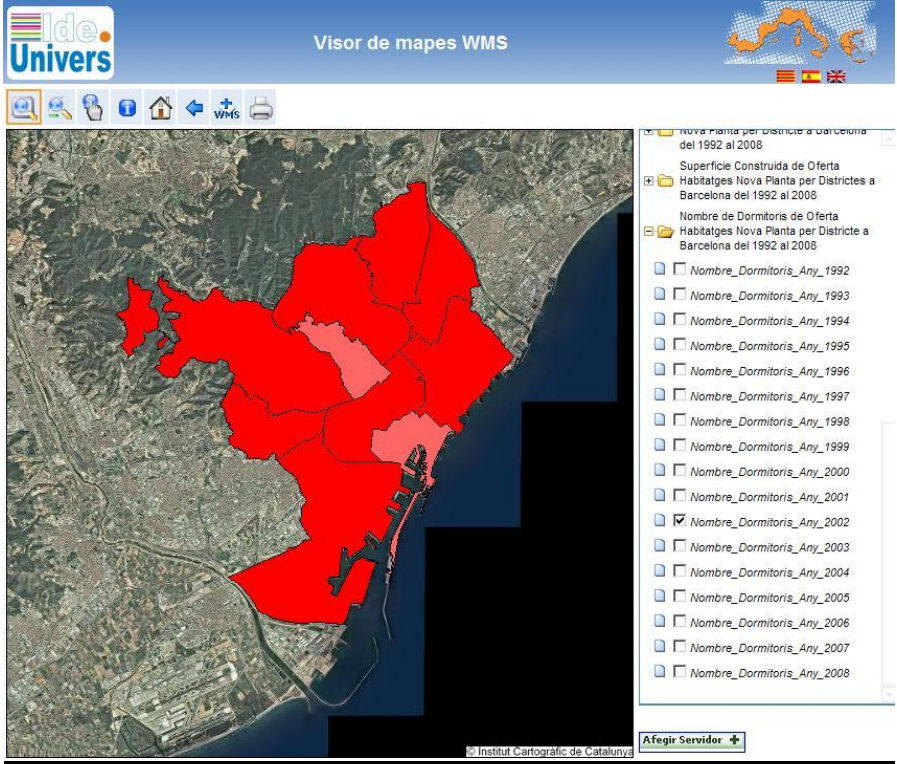 Ide
Univers
Visor de mapes WMS
WMS
Nova Planta per Districte a Barcelona
del 1992 al 2008
Superficie Construida de Oferta
Habitatges Nova Planta per Districtes a
Barcelona del 1992 al 2008
Nombre de Dormitoris de Oferta
Habitatges Nova Planta per Districte a
Barcelona del 1992 al 2008
Nombre_Dormitoris_Any_1992
Nombre_Dormitoris_Any_1993
Nombre_Dormitoris_Any_1994
Nombre_Dormitoris_Any_1995
Nombre_Dormitoris_Any_1996
Nombre_Dormitoris_Any_1997
Nombre_Dormitoris_Any_1998
Nombre_Dormitoris_Any_1999
Nombre_Dormitoris_Any_2000
Nombre_Dormitoris_Any_2001
Nombre_Dormitoris_Any_2002
Nombre_Dormitoris_Any_2003
Nombre_Dormitoris_Any_2004
Nombre_Dormitoris_Any_2005
Nombre_Dormitoris_Any_2006
Nombre_Dormitoris_Any_2007
Nombre_Dormitoris_Any_2008
© Institut Cartogràfic de Catalunya
Afegir Servidor